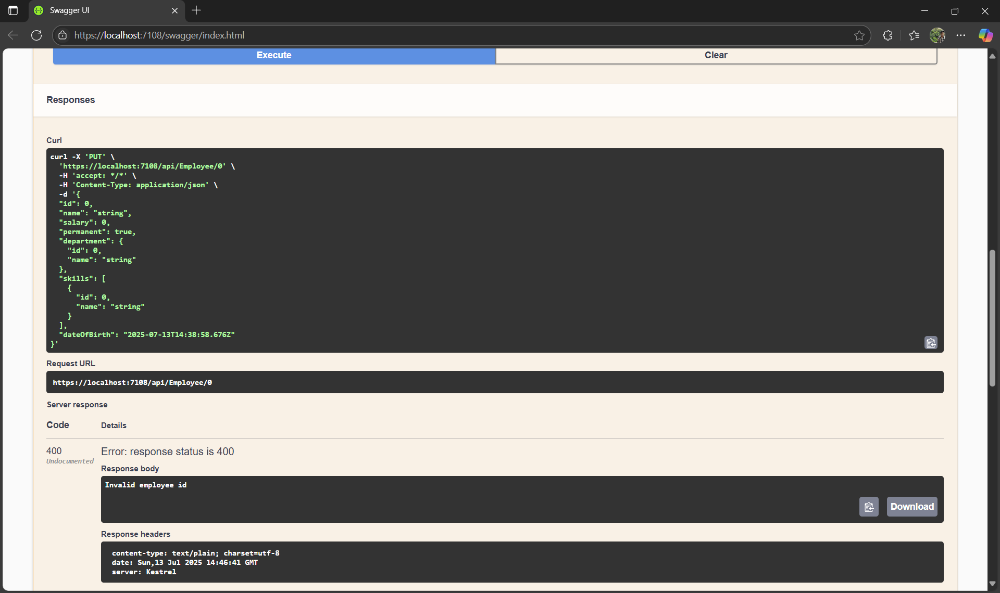 Swagger UI
https://localhost:7108/swagger/index.html
Execute
Clear
Responses
Curl
curl -X 'PUT' \
  'https://localhost:7108/api/Employee/0' \
  -H 'accept: */*' \
  -H 'Content-Type: application/json' \
  -d '{
  "id": 0,
  "name": "string",
  "salary": 0,
  "permanent": true,
  "department": {
    "id": 0,
    "name": "string"
  },
  "skills": [
    {
      "id": 0,
      "name": "string"
    }
  ],
  "dateOfBirth": "2025-07-13T14:38:58.676Z"
}'
Request URL
https://localhost:7108/api/Employee/0
Server response
Code Details
400
Undocumented
Error: response status is 400
Response body
Invalid employee id
Download
Response headers
content-type: text/plain; charset=utf-8
date: Sun,13 Jul 2025 14:46:41 GMT
server: Kestrel